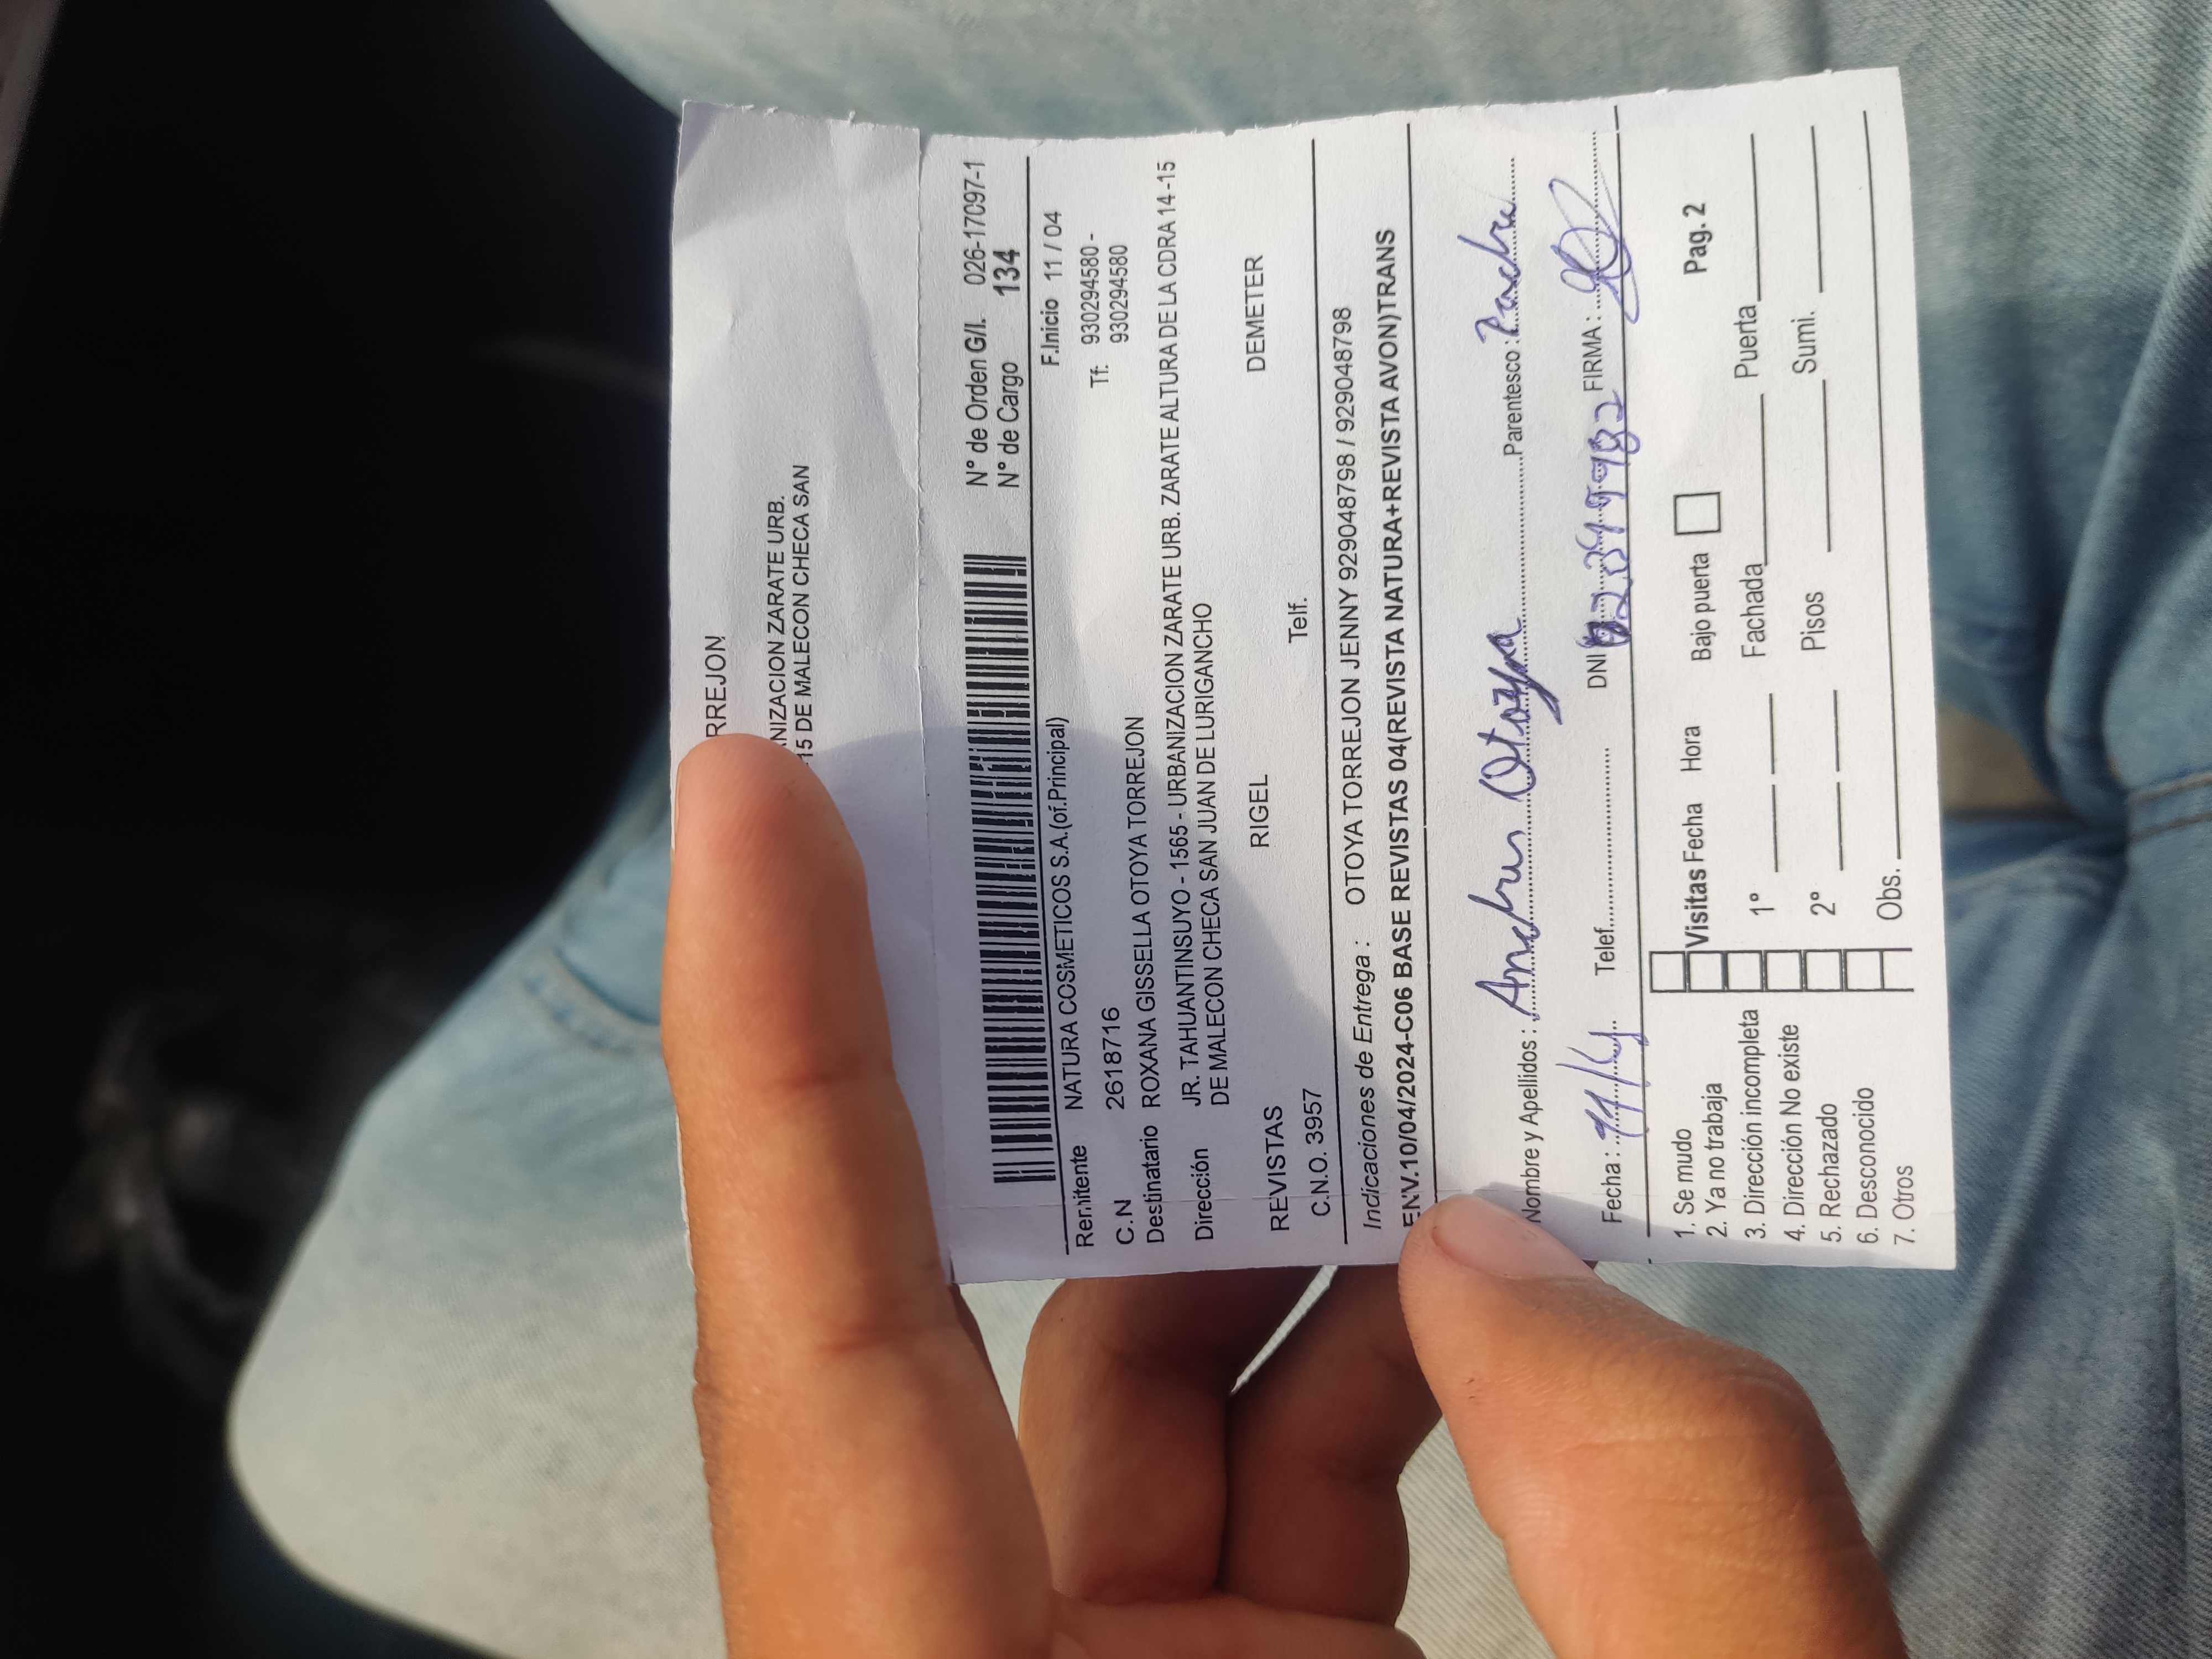 RREJON
NIZACION ZARATE URB.
15 DE MALECON CHECA SAN
N° de Orden G/I. 026-17097-1
N° de Cargo 134
F.Inicio 11 / 04
Remitente NATURA COSMETICOS S.A.(of.Principal)
Tf: 930294580 -
930294580
C.N 2618716
Destinatario ROXANA GISSELLA OTOYA TORREJON
Dirección JR. TAHUANTINSUYO - 1565 - URBANIZACION ZARATE URB. ZARATE ALTURA DE LA CDRA 14 -15
DE MALECON CHECA SAN JUAN DE LURIGANCHO
REVISTAS RIGEL DEMETER
C.N.O. 3957 Telf.
Indicaciones de Entrega : OTOYA TORREJON JENNY 929048798 / 929048798
ENV.10/04/2024-C06 BASE REVISTAS 04(REVISTA NATURA+REVISTA AVON)TRANS
Nombre y Apellidos : Andres Otoya Parentesco : Padre
Fecha : 11/4 Telef. DNI FIRMA :
1. Se mudo
2. Ya no trabaja
3. Dirección incompleta
4. Dirección No existe
5. Rechazado
6. Desconocido
7. Otros
Visitas Fecha Hora Bajo puerta Pag. 2
1º Fachada Puerta
2º Pisos Sumi.
Obs.